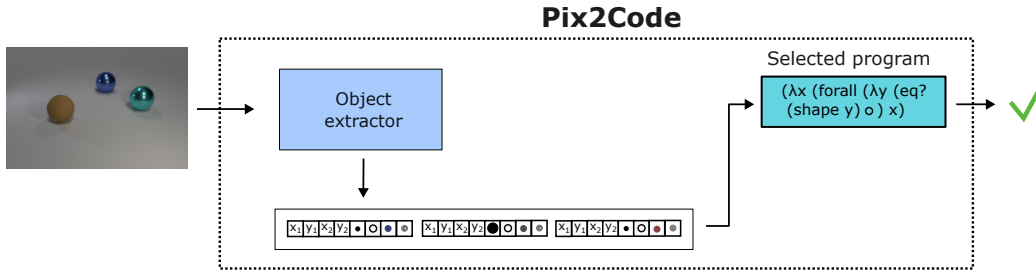 Pix2Code
Selected program
Object
extractor
(λx (forall (λy (eq?
(shape y) o ) x)
x₁ y₁ x₂ y₂ x₁ y₁ x₂ y₂ x₁ y₁ x₂ y₂